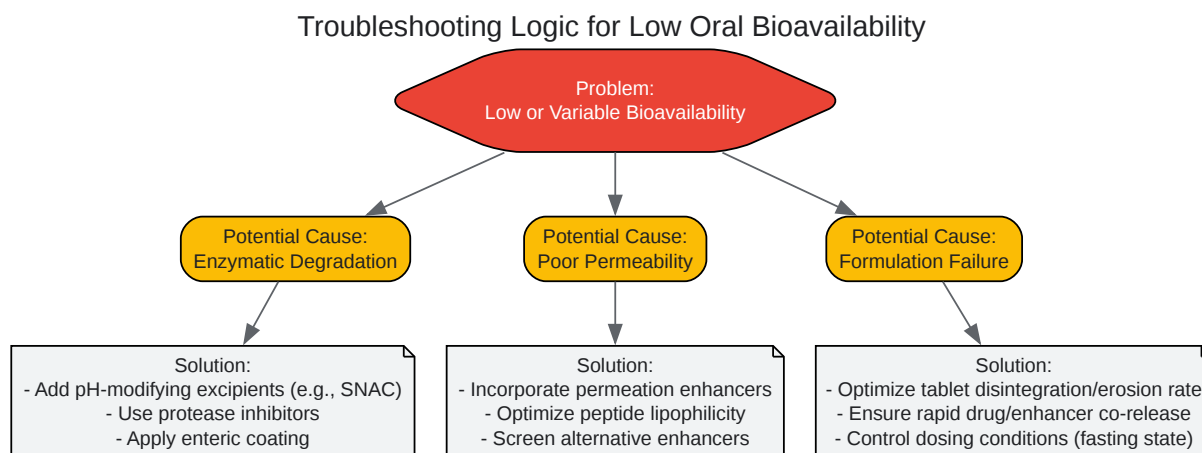 Troubleshooting Logic for Low Oral Bioavailability
Problem:
Low or Variable Bioavailability
Potential Cause:
Enzymatic Degradation
Potential Cause:
Poor Permeability
Potential Cause:
Formulation Failure
Solution:
- Add pH-modifying excipients (e.g., SNAC)
- Use protease inhibitors
- Apply enteric coating
Solution:
- Incorporate permeation enhancers
- Optimize peptide lipophilicity
- Screen alternative enhancers
Solution:
- Optimize tablet disintegration/erosion rate
- Ensure rapid drug/enhancer co-release
- Control dosing conditions (fasting state)